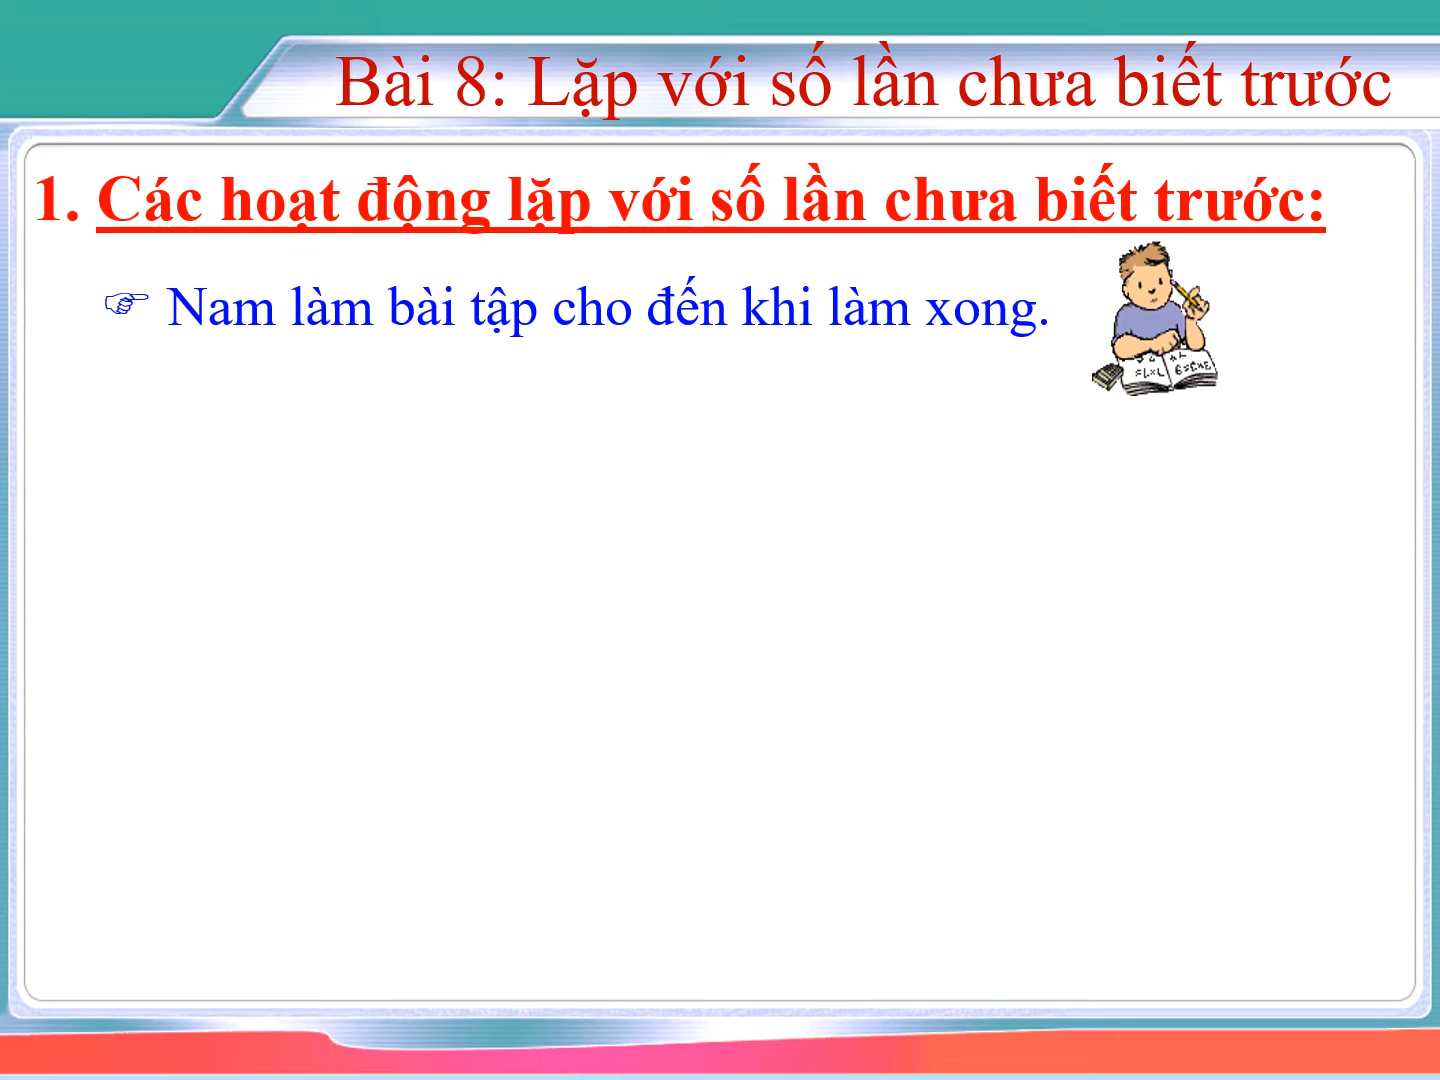 Bài 8: Lặp với số lần chưa biết trước
1. Các hoạt động lặp với số lần chưa biết trước:
☞ Nam làm bài tập cho đến khi làm xong.